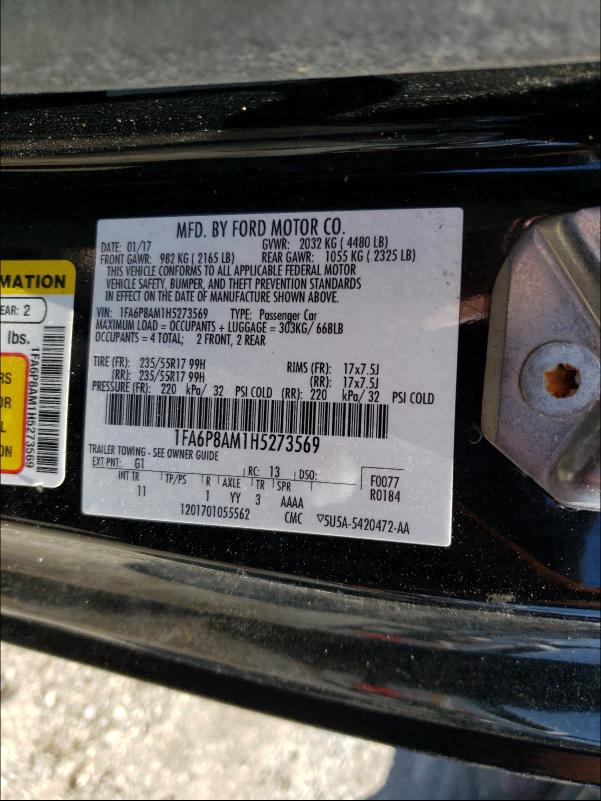 MFD. BY FORD MOTOR CO.
DATE: 01/17 GVWR: 2032 KG ( 4480 LB)
FRONT GAWR: 982 KG ( 2165 LB) REAR GAWR: 1055 KG ( 2325 LB)
THIS VEHICLE CONFORMS TO ALL APPLICABLE FEDERAL MOTOR
VEHICLE SAFETY, BUMPER, AND THEFT PREVENTION STANDARDS
IN EFFECT ON THE DATE OF MANUFACTURE SHOWN ABOVE.
VIN: 1FA6P8AM1H5273569 TYPE: Passenger Car
MAXIMUM LOAD = OCCUPANTS + LUGGAGE = 303KG/ 668LB
OCCUPANTS = 4 TOTAL; 2 FRONT, 2 REAR
TIRE (FR): 235/55R17 99H RIMS (FR): 17x7.5J
(RR): 235/55R17 99H (RR): 17x7.5J
PRESSURE (FR): 220 kPa/ 32 PSI COLD (RR): 220 kPa/ 32 PSI COLD
1FA6P8AM1H5273569
TRAILER TOWING - SEE OWNER GUIDE
EXT PNT: G1 RC: 13 DSO: F0077
INT TR TP/PS R AXLE TR SPR R0184
11 1 YY 3 AAAA
1201701055562 CMC ▽5U5A-5420472-AA
MATION
EAR: 2
lbs.
RS
OR
L
S
1FA6P8AM1H5273569